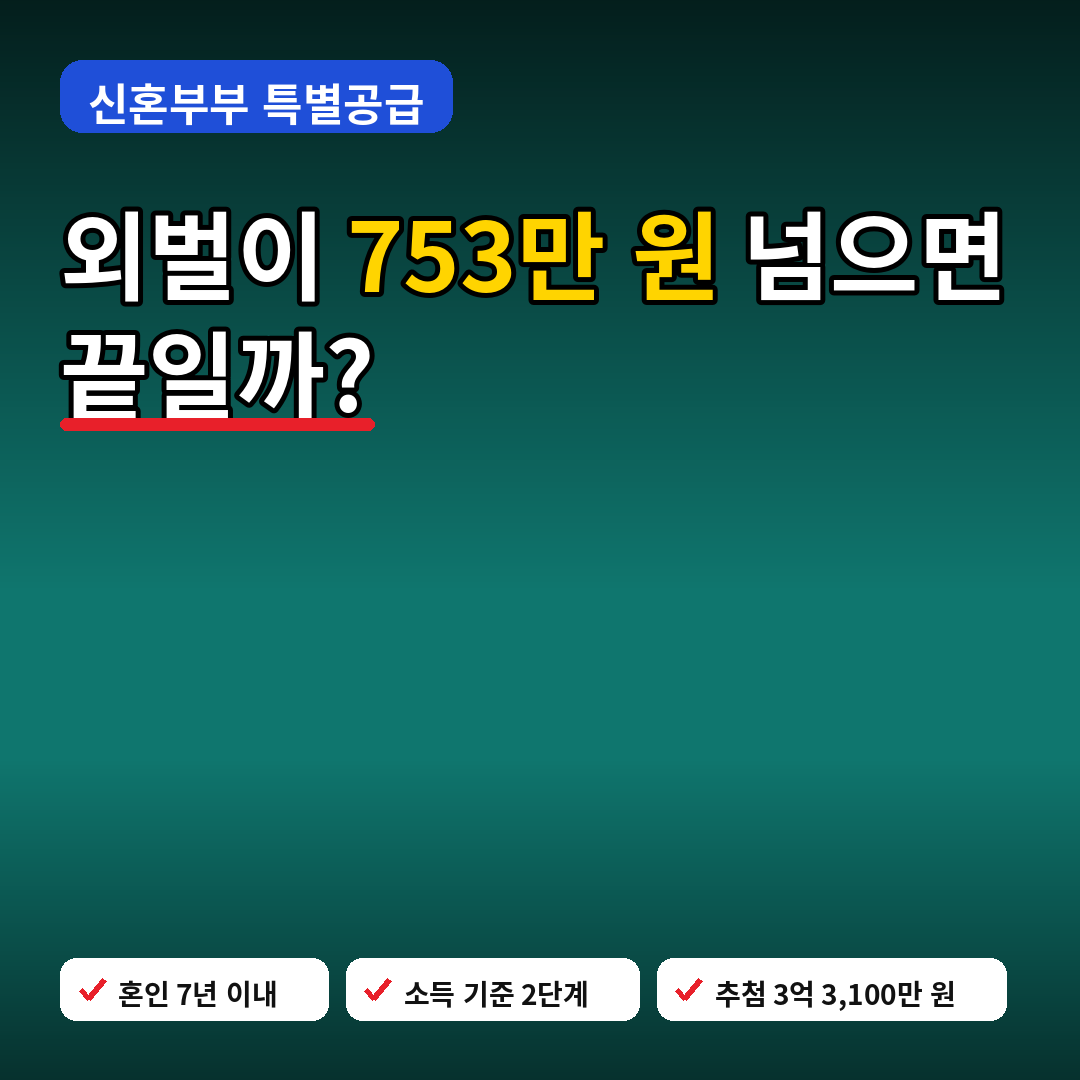 신혼부부 특별공급
외벌이 753만 원 넘으면
끝일까?
혼인 7년 이내
소득 기준 2단계
추첨 3억 3,100만 원